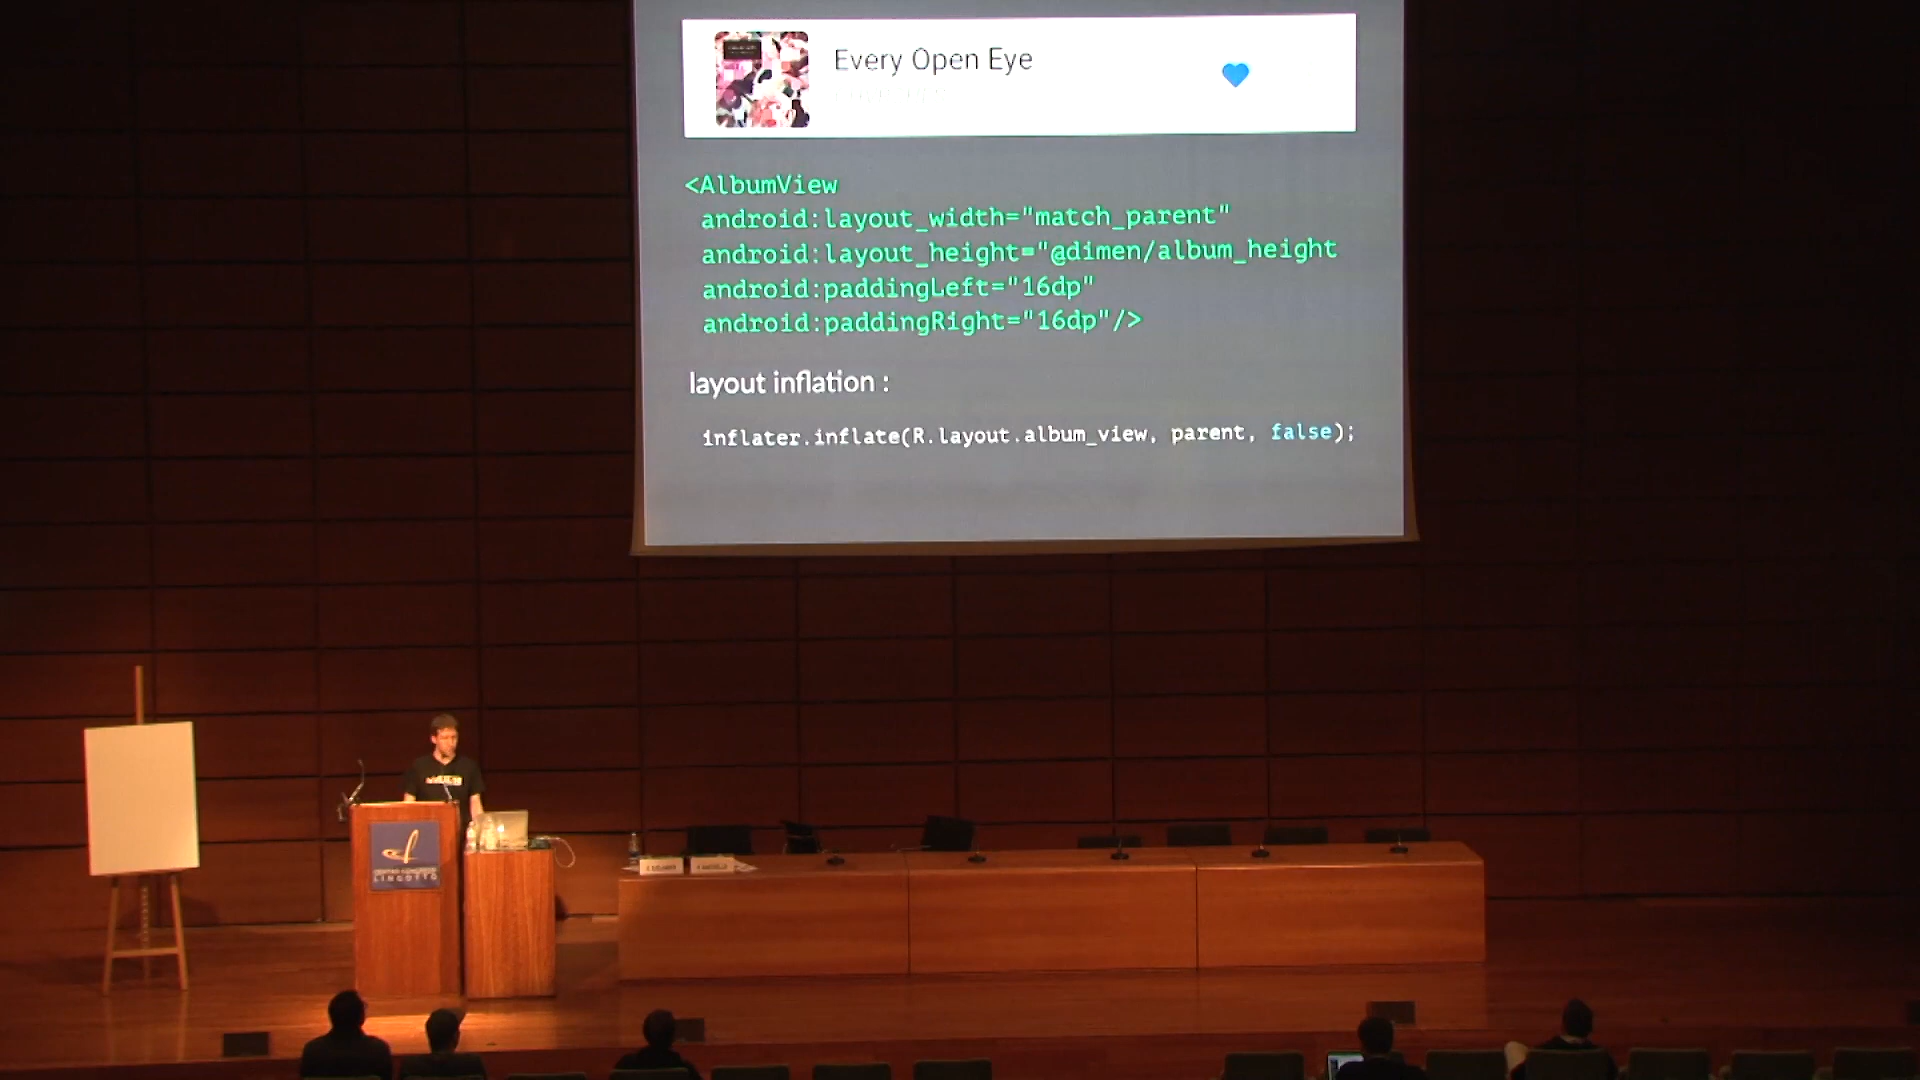 Every Open Eye
<AlbumView
android:layout_width="match_parent"
android:layout_height="@dimen/album_height
android:paddingLeft="16dp"
android:paddingRight="16dp"/>
layout inflation :
inflater.inflate(R.layout.album_view, parent, false);
LINGOTTO